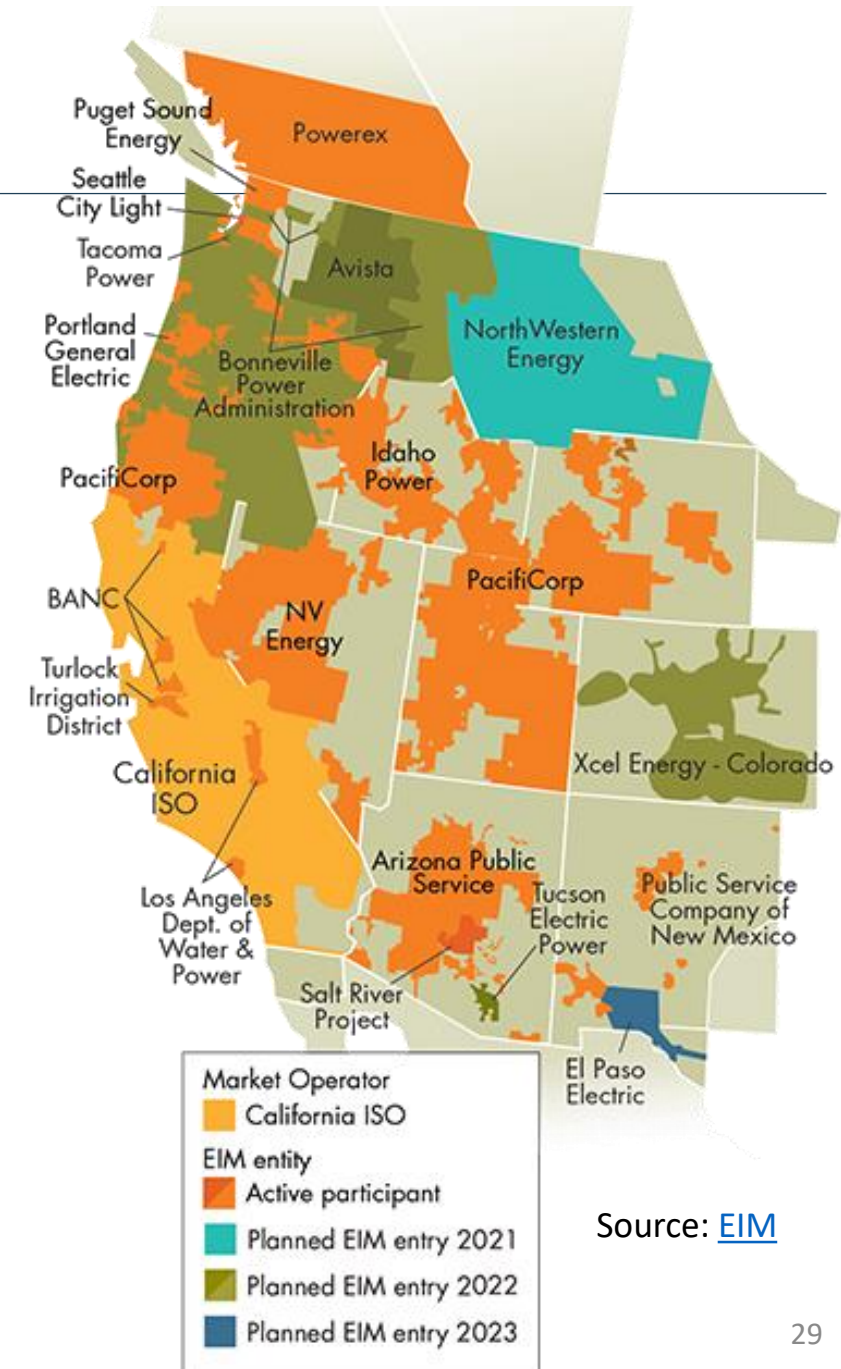 Puget Sound
Energy
Powerex
Seattle
City Light
Tacoma
Power
Avista
Portland
General
Electric
Bonneville
Power
Administration
NorthWestern
Energy
PacifiCorp
Idaho
Power
BANC
NV
Energy
PacifiCorp
Turlock
Irrigation
District
California
ISO
Xcel Energy - Colorado
Los Angeles
Dept. of
Water &
Power
Arizona Public
Service
Tucson
Electric
Power
Public Service
Company of
New Mexico
Salt River
Project
El Paso
Electric
Market Operator
California ISO
EIM entity
Active participant
Planned EIM entry 2021
Planned EIM entry 2022
Planned EIM entry 2023
Source: EIM
29